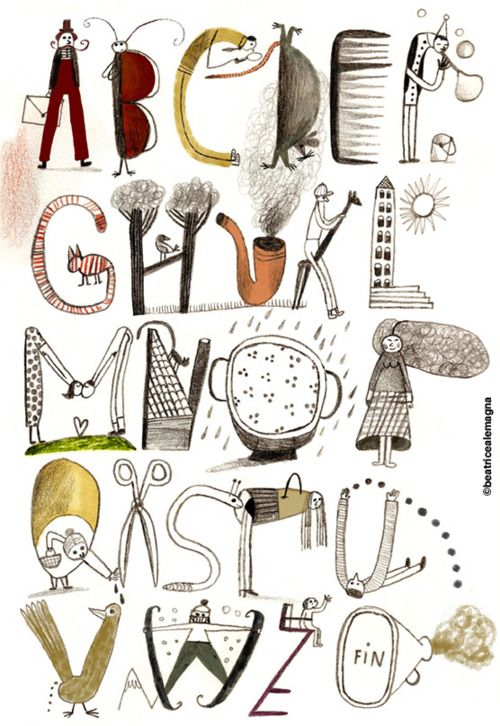 A B C D E F
G H J K L
M N O P
Q R S T U
V W Z
FIN
©beatricealemagna